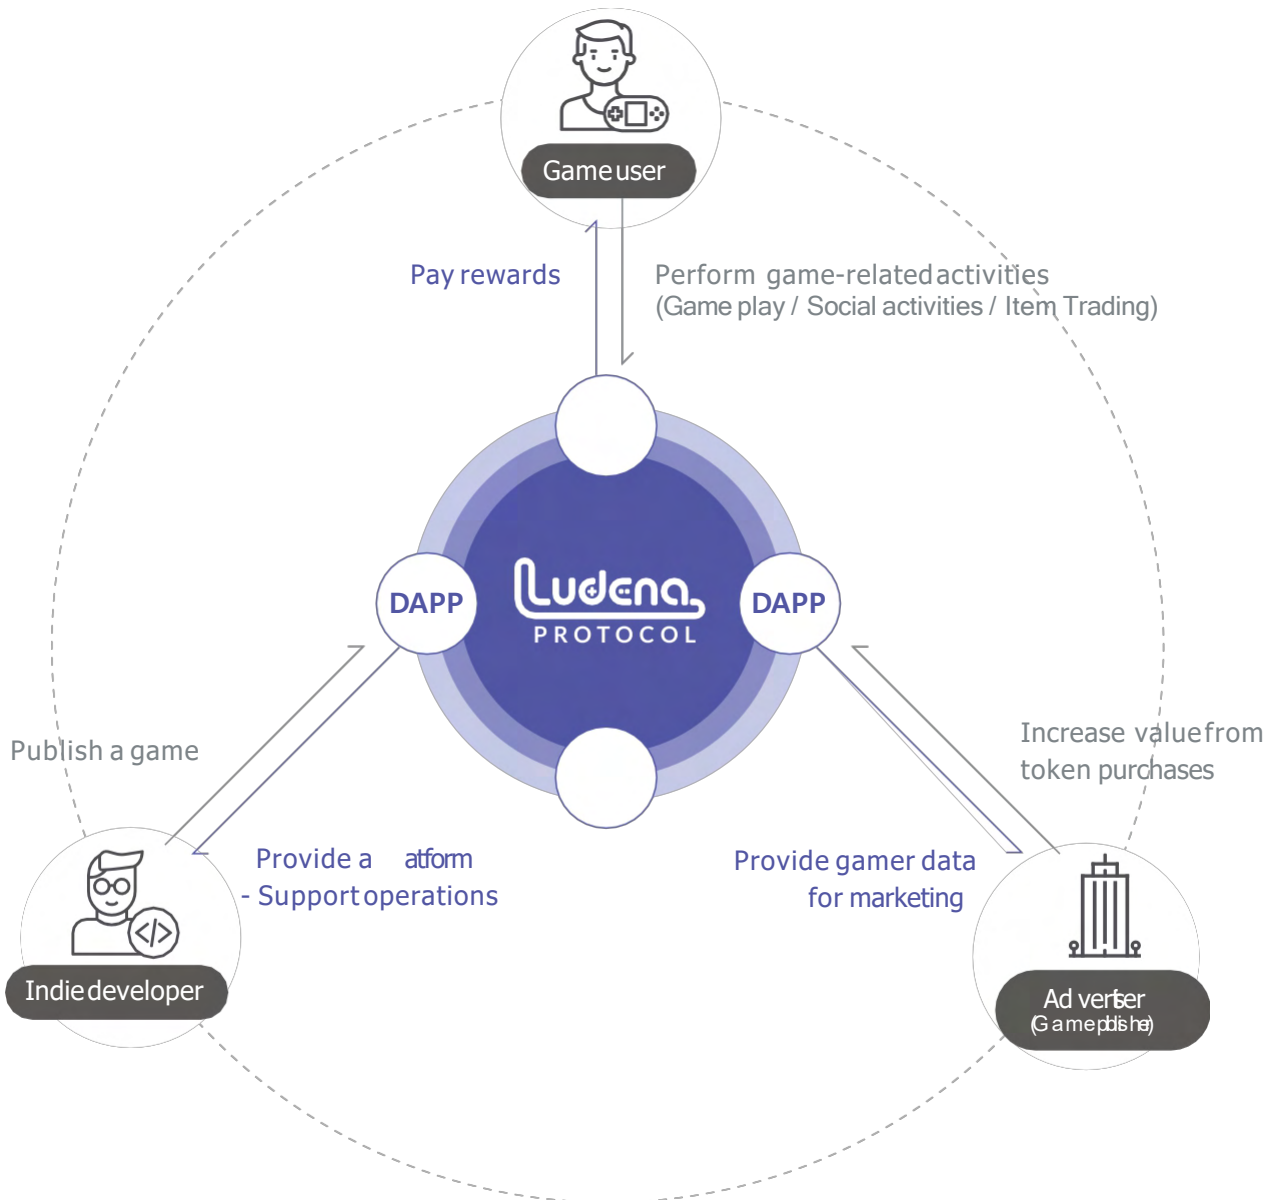 Game user
Pay rewards
Perform game-related activities
(Game play / Social activities / Item Trading)
DAPP
Ludena
PROTOCOL
DAPP
Publish a game
Increase value from
token purchases
Provide a atform
- Support operations
Provide gamer data
for marketing
Indie developer